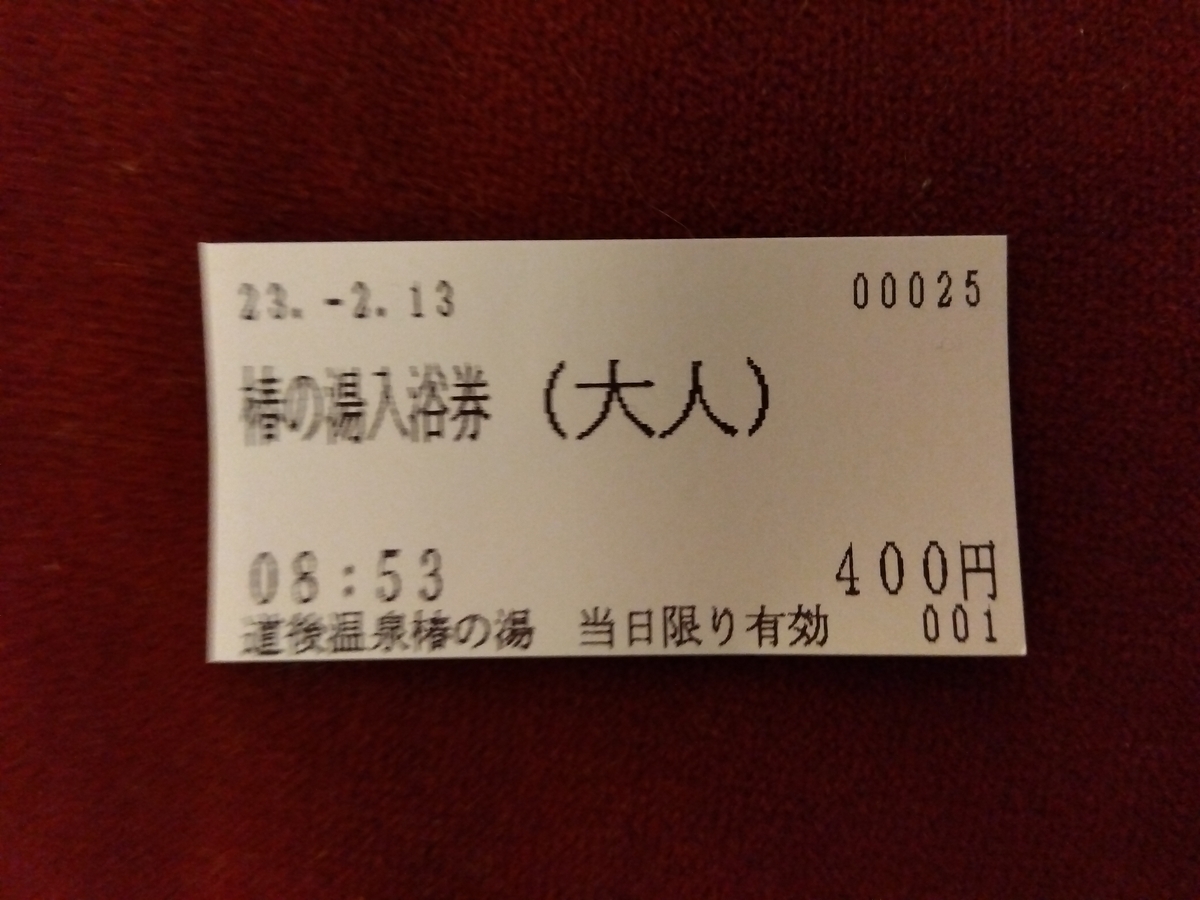 23.-2.13 00025
椿の湯入浴券 (大人)
08:53 400円
道後温泉椿の湯 当日限り有効 001